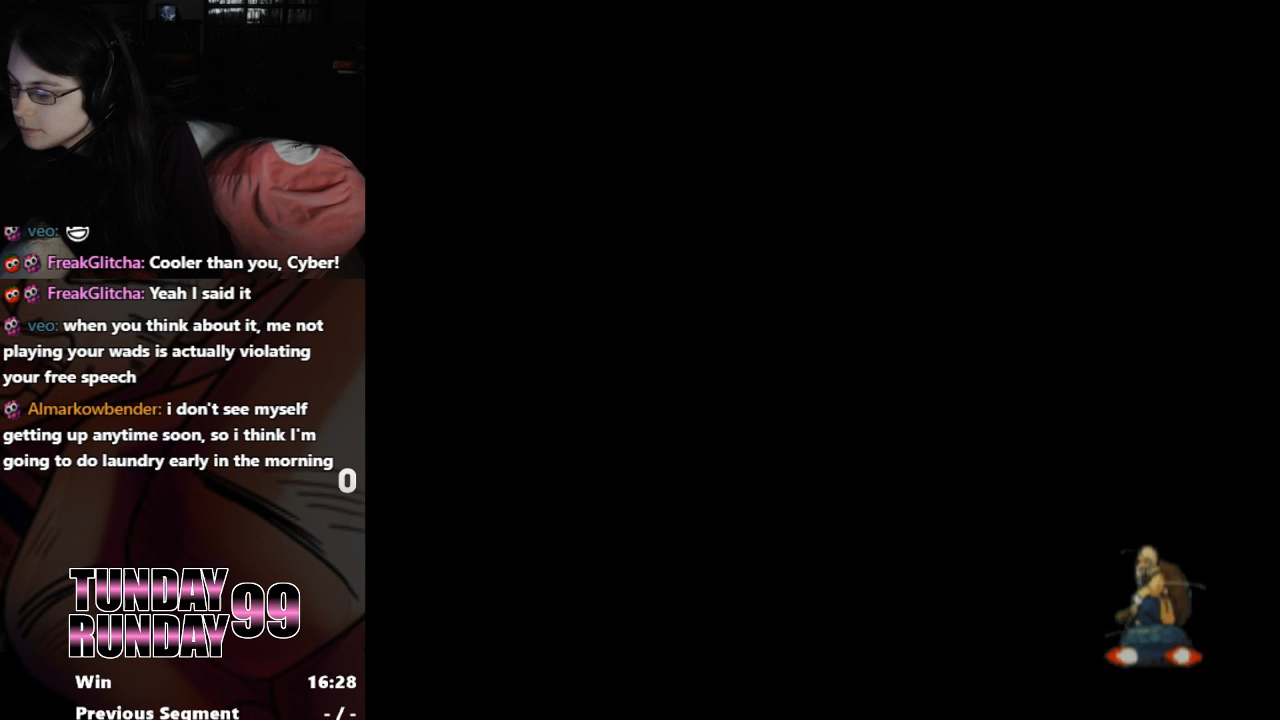 veo:
FreakGlitcha: Cooler than you, Cyber!
FreakGlitcha: Yeah I said it
veo: when you think about it, me not
playing your wads is actually violating
your free speech
Almarkowbender: i don't see myself
getting up anytime soon, so i think I'm
going to do laundry early in the morning
0
TUNDAY
RUNDAY 99
Win 16:28
Previous Segment - / -